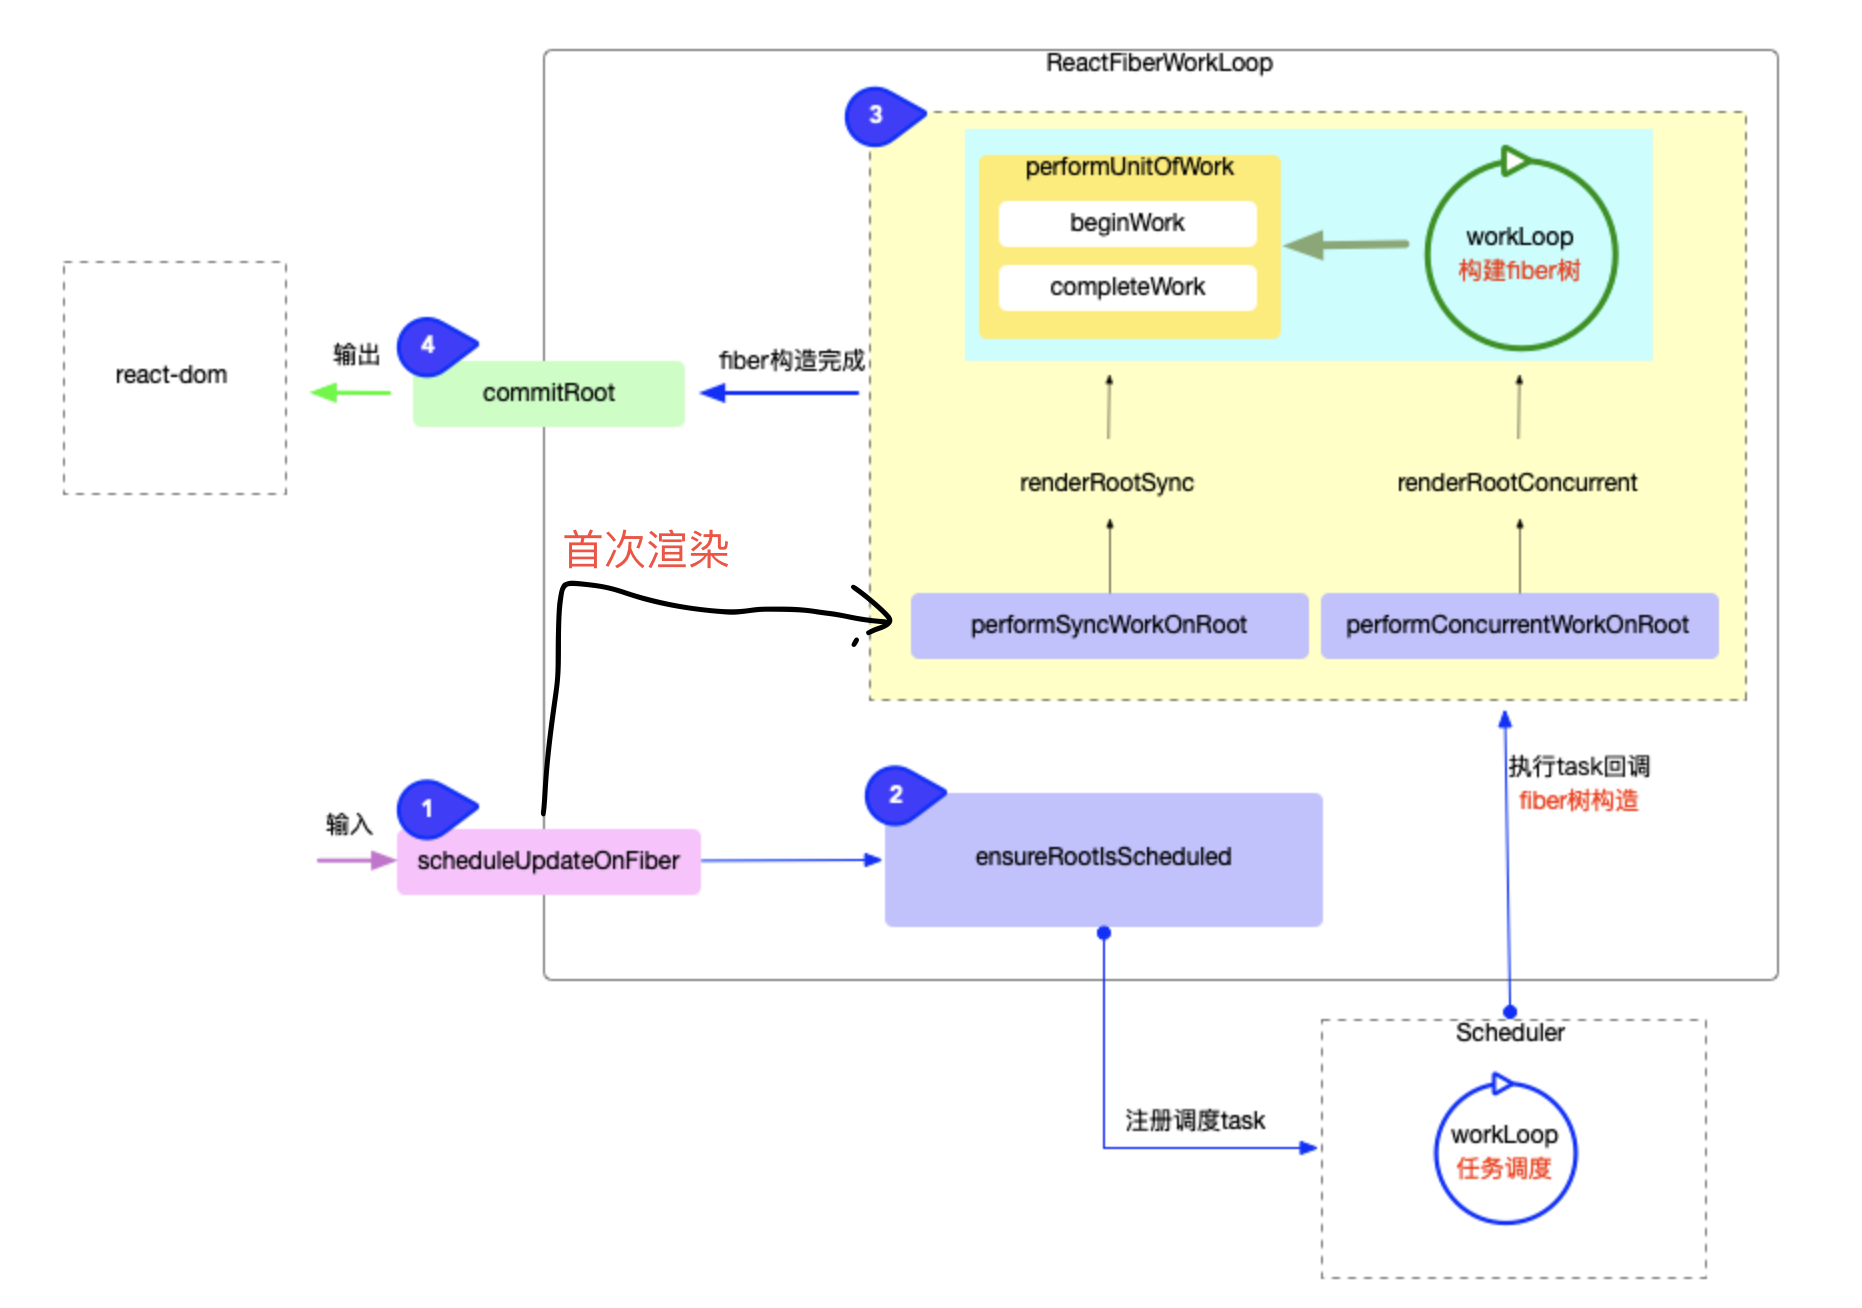 ReactFiberWorkLoop
3
performUnitOfWork
beginWork
completeWork
workLoop
构建fiber树
react-dom
输出
4
commitRoot
fiber构造完成
renderRootSync
renderRootConcurrent
首次渲染
performSyncWorkOnRoot
performConcurrentWorkOnRoot
执行task回调
fiber树构造
输入
1
scheduleUpdateOnFiber
2
ensureRootIsScheduled
Scheduler
注册调度task
workLoop
任务调度